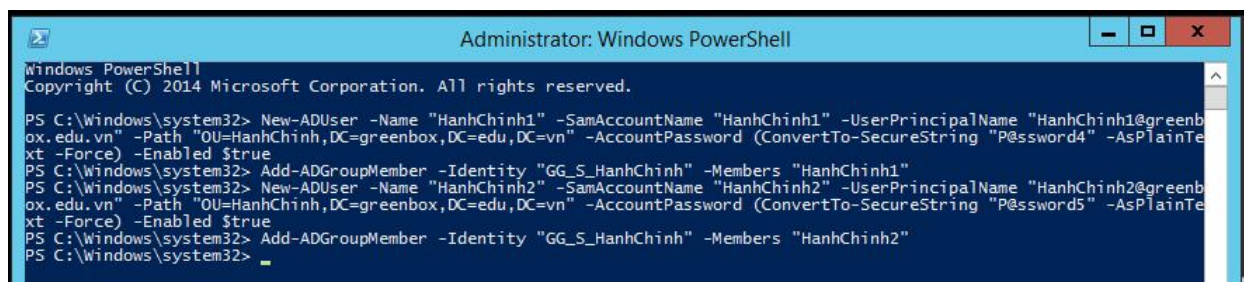 Administrator: Windows PowerShell
Windows PowerShell
Copyright (C) 2014 Microsoft Corporation. All rights reserved.
PS C:\Windows\system32> New-ADUser -Name "HanhChinh1" -SamAccountName "HanhChinh1" -UserPrincipalName "HanhChinh1@greenb
ox.edu.vn" -Path "OU=HanhChinh,DC=greenbox,DC=edu,DC=vn" -AccountPassword (ConvertTo-SecureString "P@ssword4" -AsPlainTe
xt -Force) -Enabled $true
PS C:\Windows\system32> Add-ADGroupMember -Identity "GG_S_HanhChinh" -Members "HanhChinh1"
PS C:\Windows\system32> New-ADUser -Name "HanhChinh2" -SamAccountName "HanhChinh2" -UserPrincipalName "HanhChinh2@greenb
ox.edu.vn" -Path "OU=HanhChinh,DC=greenbox,DC=edu,DC=vn" -AccountPassword (ConvertTo-SecureString "P@ssword5" -AsPlainTe
xt -Force) -Enabled $true
PS C:\Windows\system32> Add-ADGroupMember -Identity "GG_S_HanhChinh" -Members "HanhChinh2"
PS C:\Windows\system32>